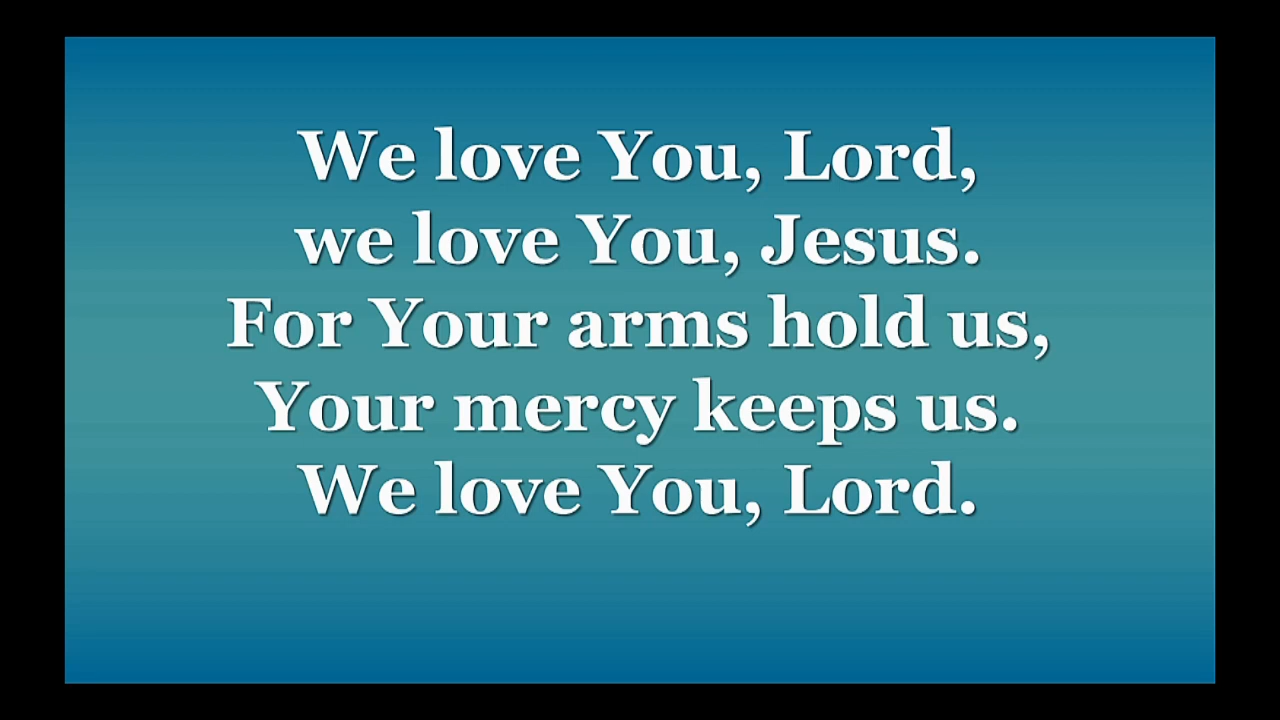 We love You, Lord,
we love You, Jesus.
For Your arms hold us,
Your mercy keeps us.
We love You, Lord.